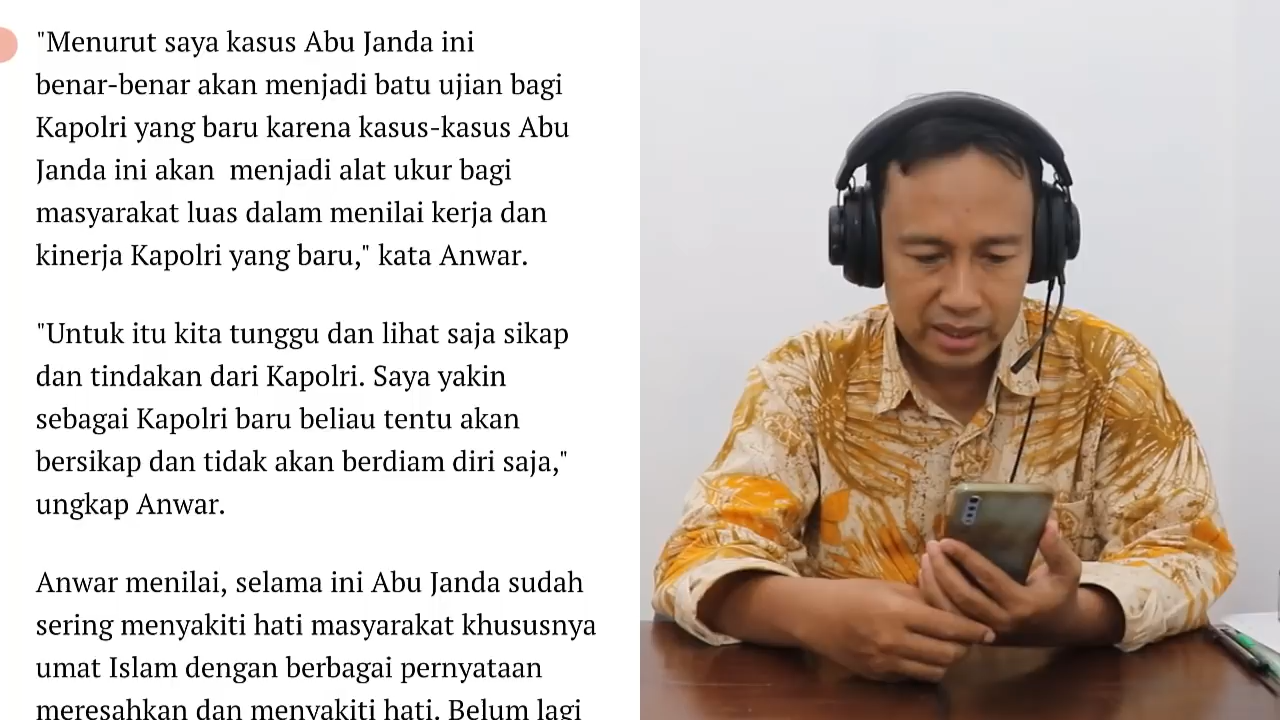 "Menurut saya kasus Abu Janda ini
benar-benar akan menjadi batu ujian bagi
Kapolri yang baru karena kasus-kasus Abu
Janda ini akan  menjadi alat ukur bagi
masyarakat luas dalam menilai kerja dan
kinerja Kapolri yang baru," kata Anwar.
"Untuk itu kita tunggu dan lihat saja sikap
dan tindakan dari Kapolri. Saya yakin
sebagai Kapolri baru beliau tentu akan
bersikap dan tidak akan berdiam diri saja,"
ungkap Anwar.
Anwar menilai, selama ini Abu Janda sudah
sering menyakiti hati masyarakat khususnya
umat Islam dengan berbagai pernyataan
meresahkan dan menyakiti hati. Belum lagi